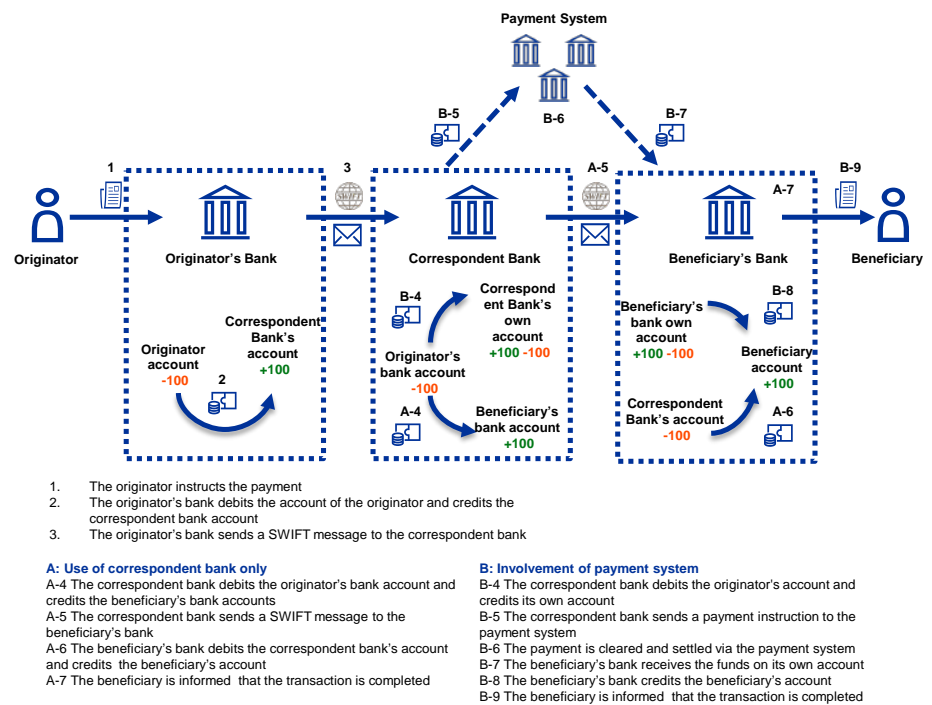 Payment System
B-5
B-6
B-7
1
3
A-5
B-9
SWIFT
SWIFT
A-7
Originator
Originator's Bank
Correspondent Bank
Beneficiary's Bank
Beneficiary
Originator
account
-100
2
Correspondent
Bank's
account
+100
B-4
Originator's
bank account
-100
A-4
Correspond
ent Bank's
own
account
+100 -100
Beneficiary's
bank account
+100
Beneficiary's
bank own
account
+100 -100
B-8
Beneficiary
account
+100
Correspondent
Bank's account
-100
A-6
1. The originator instructs the payment
2. The originator's bank debits the account of the originator and credits the
correspondent bank account
3. The originator's bank sends a SWIFT message to the correspondent bank
A: Use of correspondent bank only
A-4 The correspondent bank debits the originator's bank account and
credits the beneficiary's bank accounts
A-5 The correspondent bank sends a SWIFT message to the
beneficiary's bank
A-6 The beneficiary's bank debits the correspondent bank's account
and credits the beneficiary's account
A-7 The beneficiary is informed that the transaction is completed
B: Involvement of payment system
B-4 The correspondent bank debits the originator's account and
credits its own account
B-5 The correspondent bank sends a payment instruction to the
payment system
B-6 The payment is cleared and settled via the payment system
B-7 The beneficiary's bank receives the funds on its own account
B-8 The beneficiary's bank credits the beneficiary's account
B-9 The beneficiary is informed that the transaction is completed